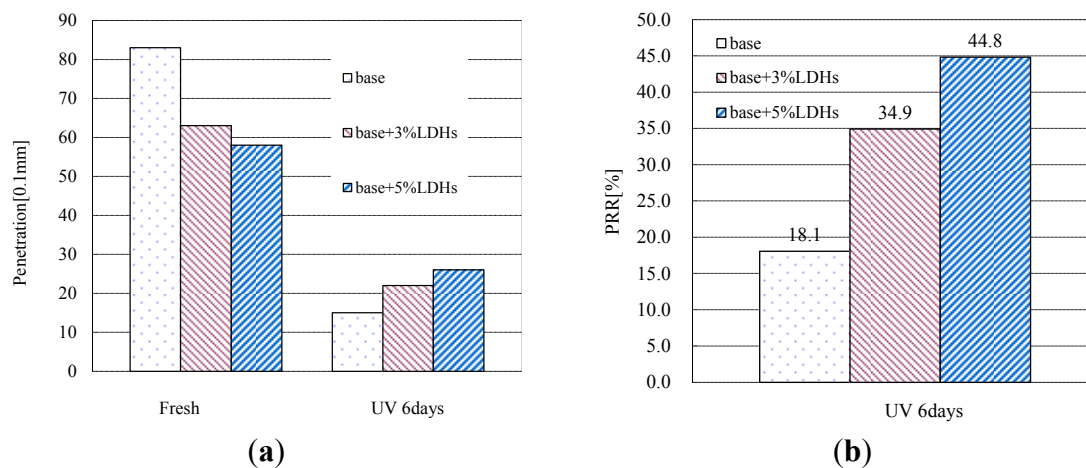 90
80
70
60
50
40
30
20
10
0
Penetration[0.1mm]
base
base+3%LDHs
base+5%LDHs
Fresh
UV 6days
(a)
50.0
45.0
40.0
35.0
30.0
25.0
20.0
15.0
10.0
5.0
0.0
PRR[%]
base
base+3%LDHs
base+5%LDHs
18.1
34.9
44.8
UV 6days
(b)